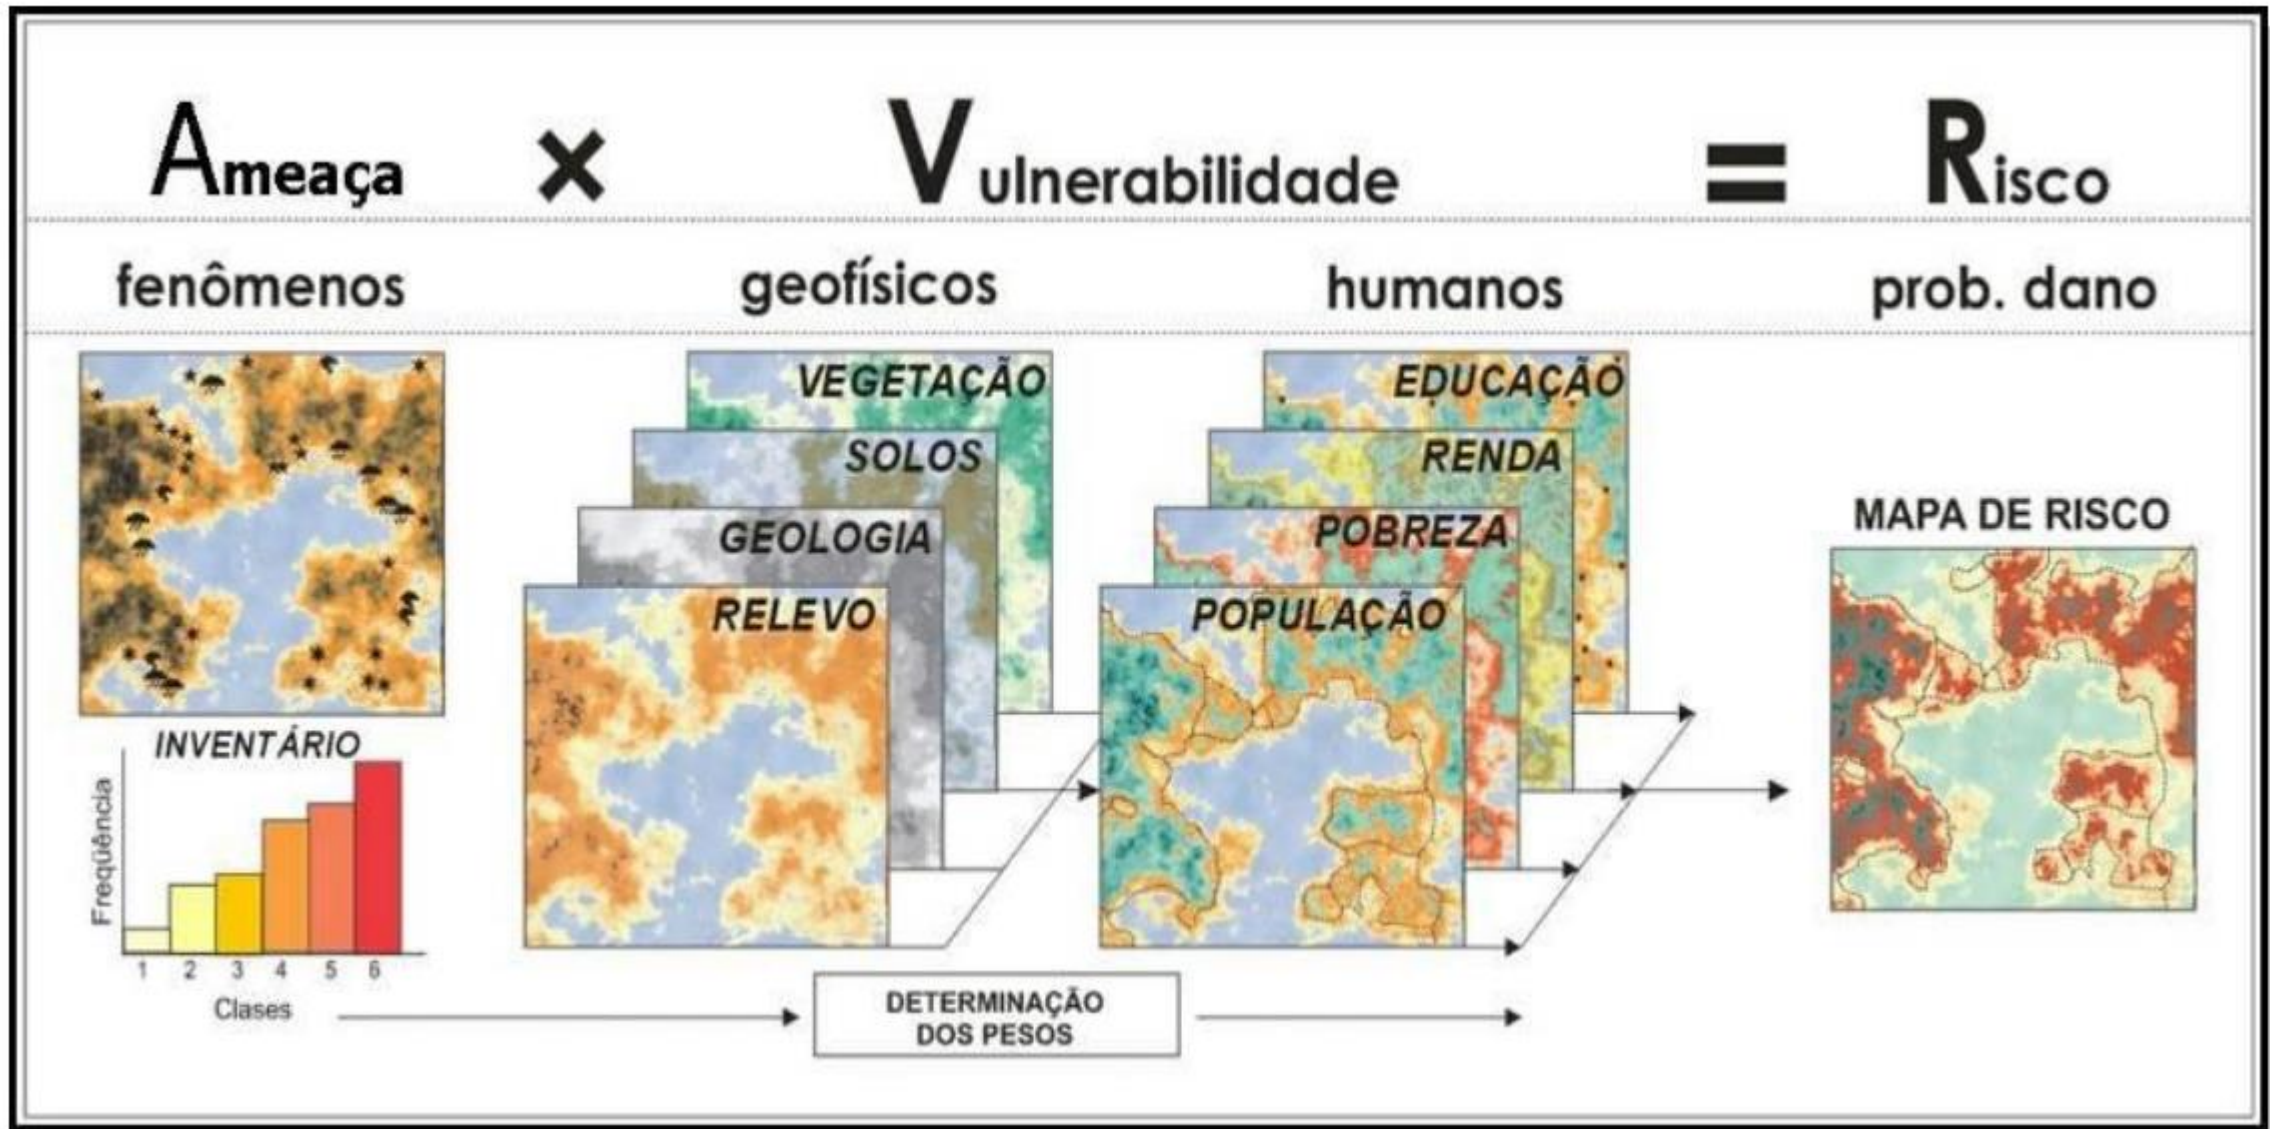 Ameaça × Vulnerabilidade = Risco
fenômenos geofísicos humanos prob. dano
VEGETAÇÃO
SOLOS
GEOLOGIA
RELEVO
EDUCAÇÃO
RENDA
POBREZA
POPULAÇÃO
MAPA DE RISCO
INVENTÁRIO
Freqüência
1 2 3 4 5 6
Clases
DETERMINAÇÃO
DOS PESOS